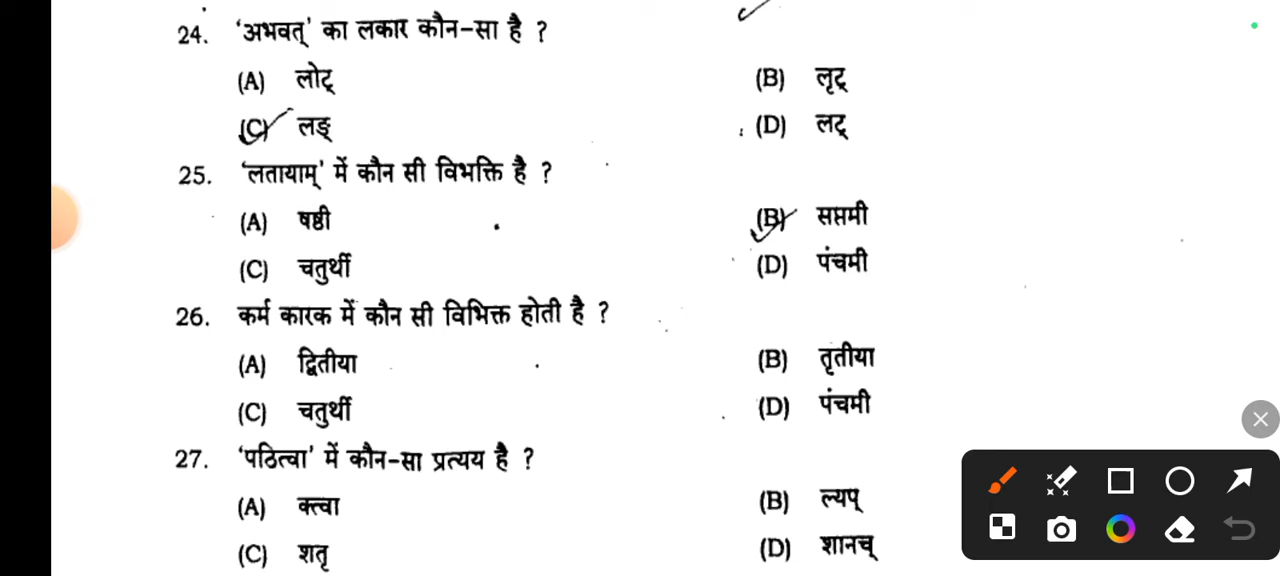 24. 'अभवत्' का लकार कौन-सा है ?
(A) लोट् (B) लृट्
(C) लङ् (D) लट्
25. 'लतायाम्' में कौन सी विभक्ति है ?
(A) षष्ठी (B) सप्तमी
(C) चतुर्थी (D) पंचमी
26. कर्म कारक में कौन सी विभिक्त होती है ?
(A) द्वितीया (B) तृतीया
(C) चतुर्थी (D) पंचमी
27. 'पठित्वा' में कौन-सा प्रत्यय है ?
(A) क्त्वा (B) ल्यप्
(C) शतृ (D) शानच्